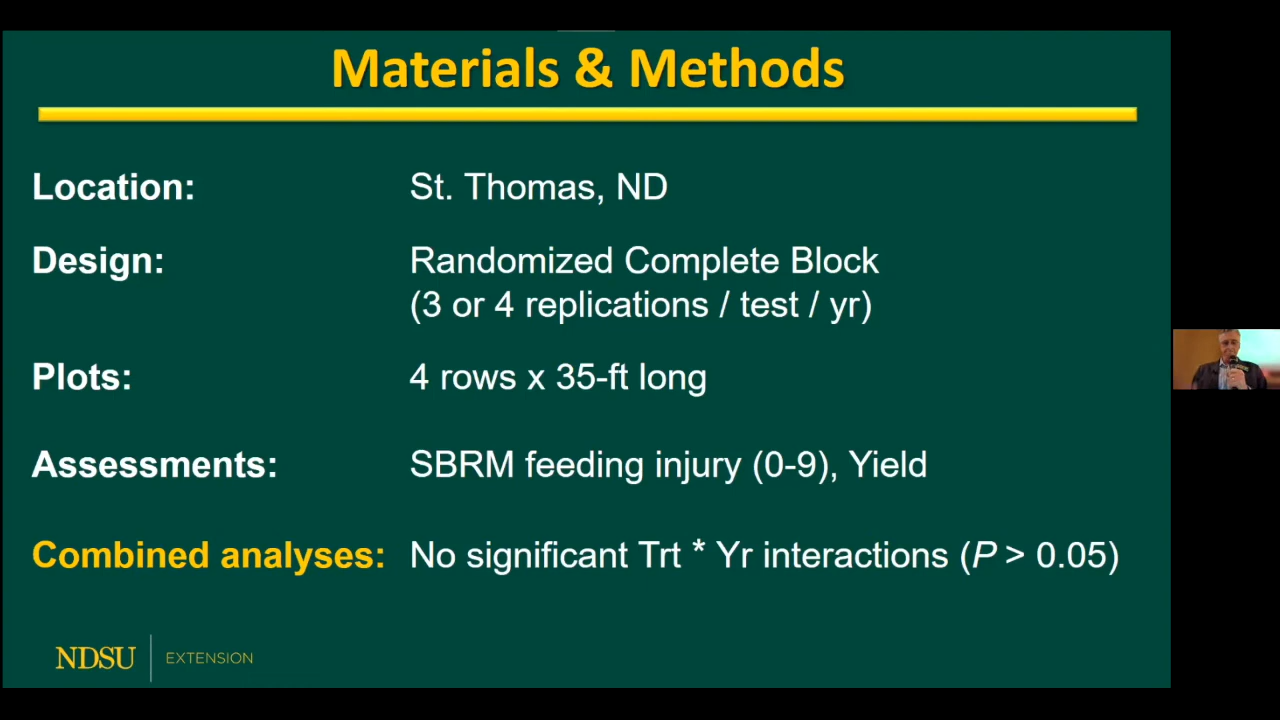 Materials & Methods
Location: St. Thomas, ND
Design: Randomized Complete Block
(3 or 4 replications / test / yr)
Plots: 4 rows x 35-ft long
Assessments: SBRM feeding injury (0-9), Yield
Combined analyses: No significant Trt * Yr interactions (P > 0.05)
NDSU EXTENSION